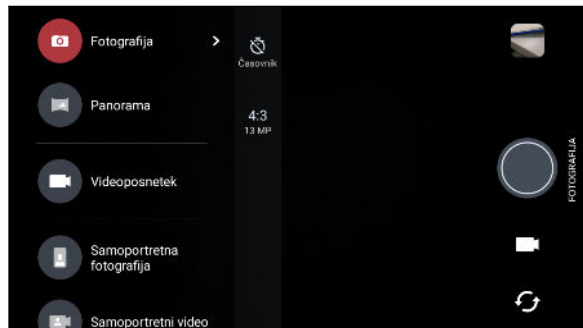 Fotografija
Panorama
Videoposnetek
Samoportretna
fotografija
Samoportretni video
Časovnik
4:3
13 MP
FOTOGRAFIJA